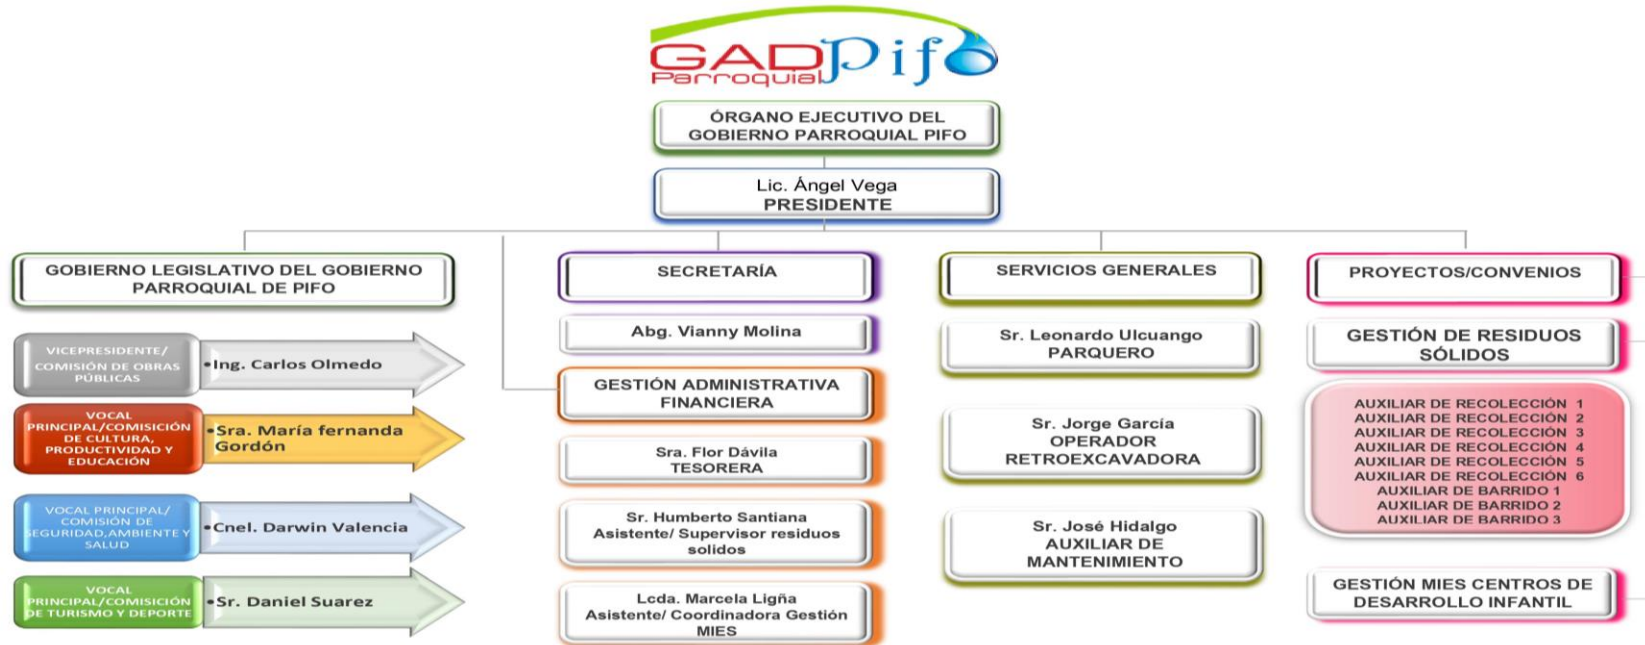 GAD Pifo
Parroquial
ÓRGANO EJECUTIVO DEL
GOBIERNO PARROQUIAL PIFO
Lic. Ángel Vega
PRESIDENTE
GOBIERNO LEGISLATIVO DEL GOBIERNO
PARROQUIAL DE PIFO
VICEPRESIDENTE/
COMISIÓN DE OBRAS
PÚBLICAS
•Ing. Carlos Olmedo
VOCAL
PRINCIPAL/COMISICIÓN
DE CULTURA,
PRODUCTIVIDAD Y
EDUCACIÓN
•Sra. María fernanda
Gordón
VOCAL PRINCIPAL/
COMISIÓN DE
SEGURIDAD,AMBIENTE Y
SALUD
•Cnel. Darwin Valencia
VOCAL
PRINCIPAL/COMISICIÓN
DE TURISMO Y DEPORTE
•Sr. Daniel Suarez
SECRETARÍA
Abg. Vianny Molina
GESTIÓN ADMINISTRATIVA
FINANCIERA
Sra. Flor Dávila
TESORERA
Sr. Humberto Santiana
Asistente/ Supervisor residuos
solidos
Lcda. Marcela Ligña
Asistente/ Coordinadora Gestión
MIES
SERVICIOS GENERALES
Sr. Leonardo Ulcuango
PARQUERO
Sr. Jorge García
OPERADOR
RETROEXCAVADORA
Sr. José Hidalgo
AUXILIAR DE
MANTENIMIENTO
PROYECTOS/CONVENIOS
GESTIÓN DE RESIDUOS
SÓLIDOS
AUXILIAR DE RECOLECCIÓN 1
AUXILIAR DE RECOLECCIÓN 2
AUXILIAR DE RECOLECCIÓN 3
AUXILIAR DE RECOLECCIÓN 4
AUXILIAR DE RECOLECCIÓN 5
AUXILIAR DE RECOLECCIÓN 6
AUXILIAR DE BARRIDO 1
AUXILIAR DE BARRIDO 2
AUXILIAR DE BARRIDO 3
GESTIÓN MIES CENTROS DE
DESARROLLO INFANTIL